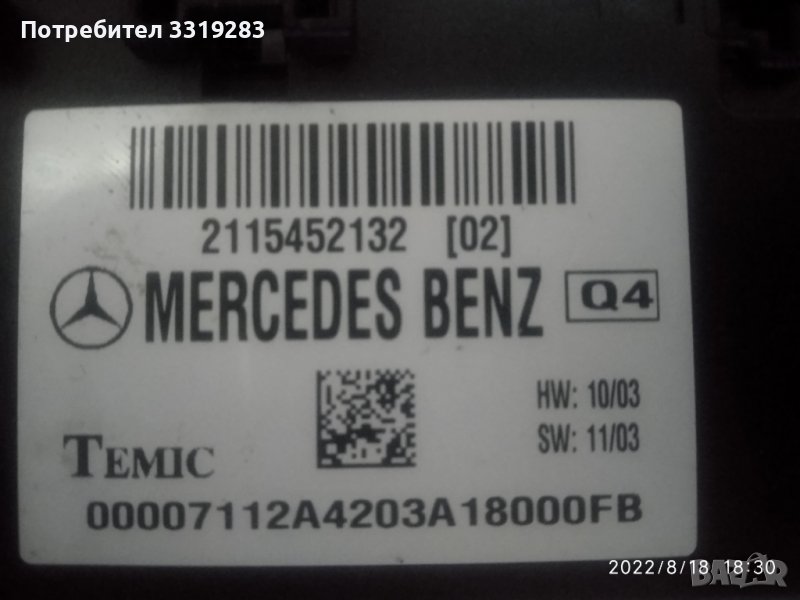 Потребител 3319283
2115452132 [02]
MERCEDES BENZ Q4
HW: 10/03
SW: 11/03
TEMIC
00007112A4203A18000FB
2022/8/18 18:30